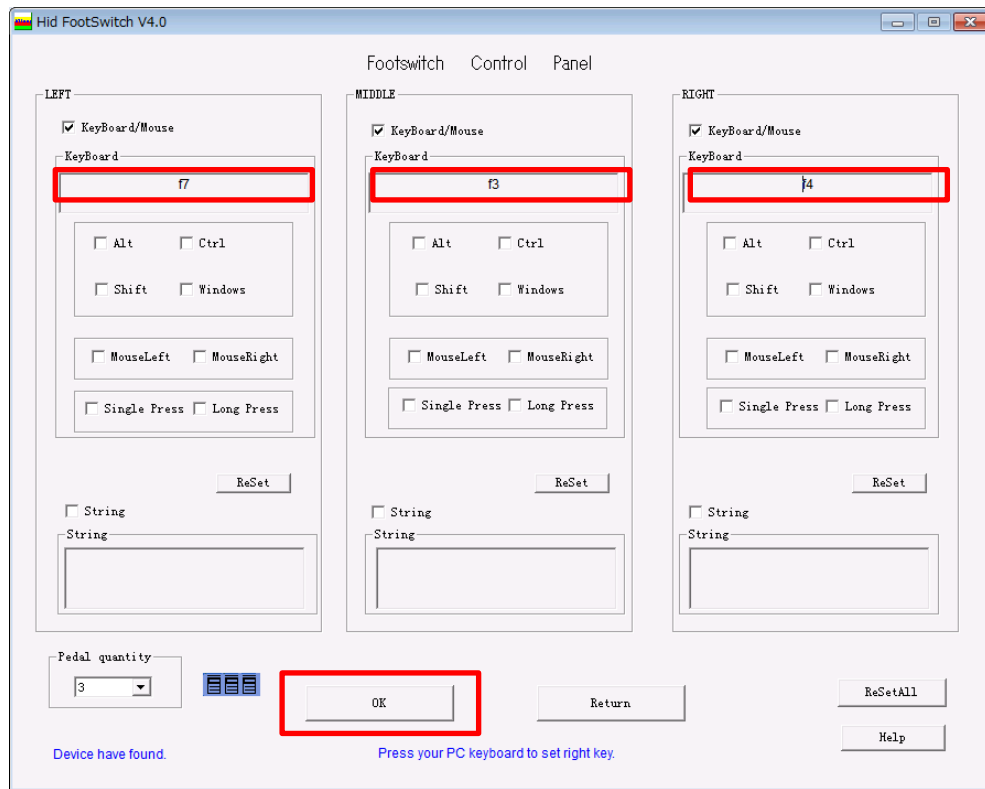 Hid FootSwitch V4.0
Footswitch Control Panel
LEFT
KeyBoard/Mouse
KeyBoard
f7
Alt Ctrl
Shift Windows
MouseLeft MouseRight
Single Press Long Press
ReSet
String
String
MIDDLE
KeyBoard/Mouse
KeyBoard
f3
Alt Ctrl
Shift Windows
MouseLeft MouseRight
Single Press Long Press
ReSet
String
String
RIGHT
KeyBoard/Mouse
KeyBoard
f4
Alt Ctrl
Shift Windows
MouseLeft MouseRight
Single Press Long Press
ReSet
String
String
Pedal quantity
3
OK
Return
ReSetAll
Help
Device have found.
Press your PC keyboard to set right key.